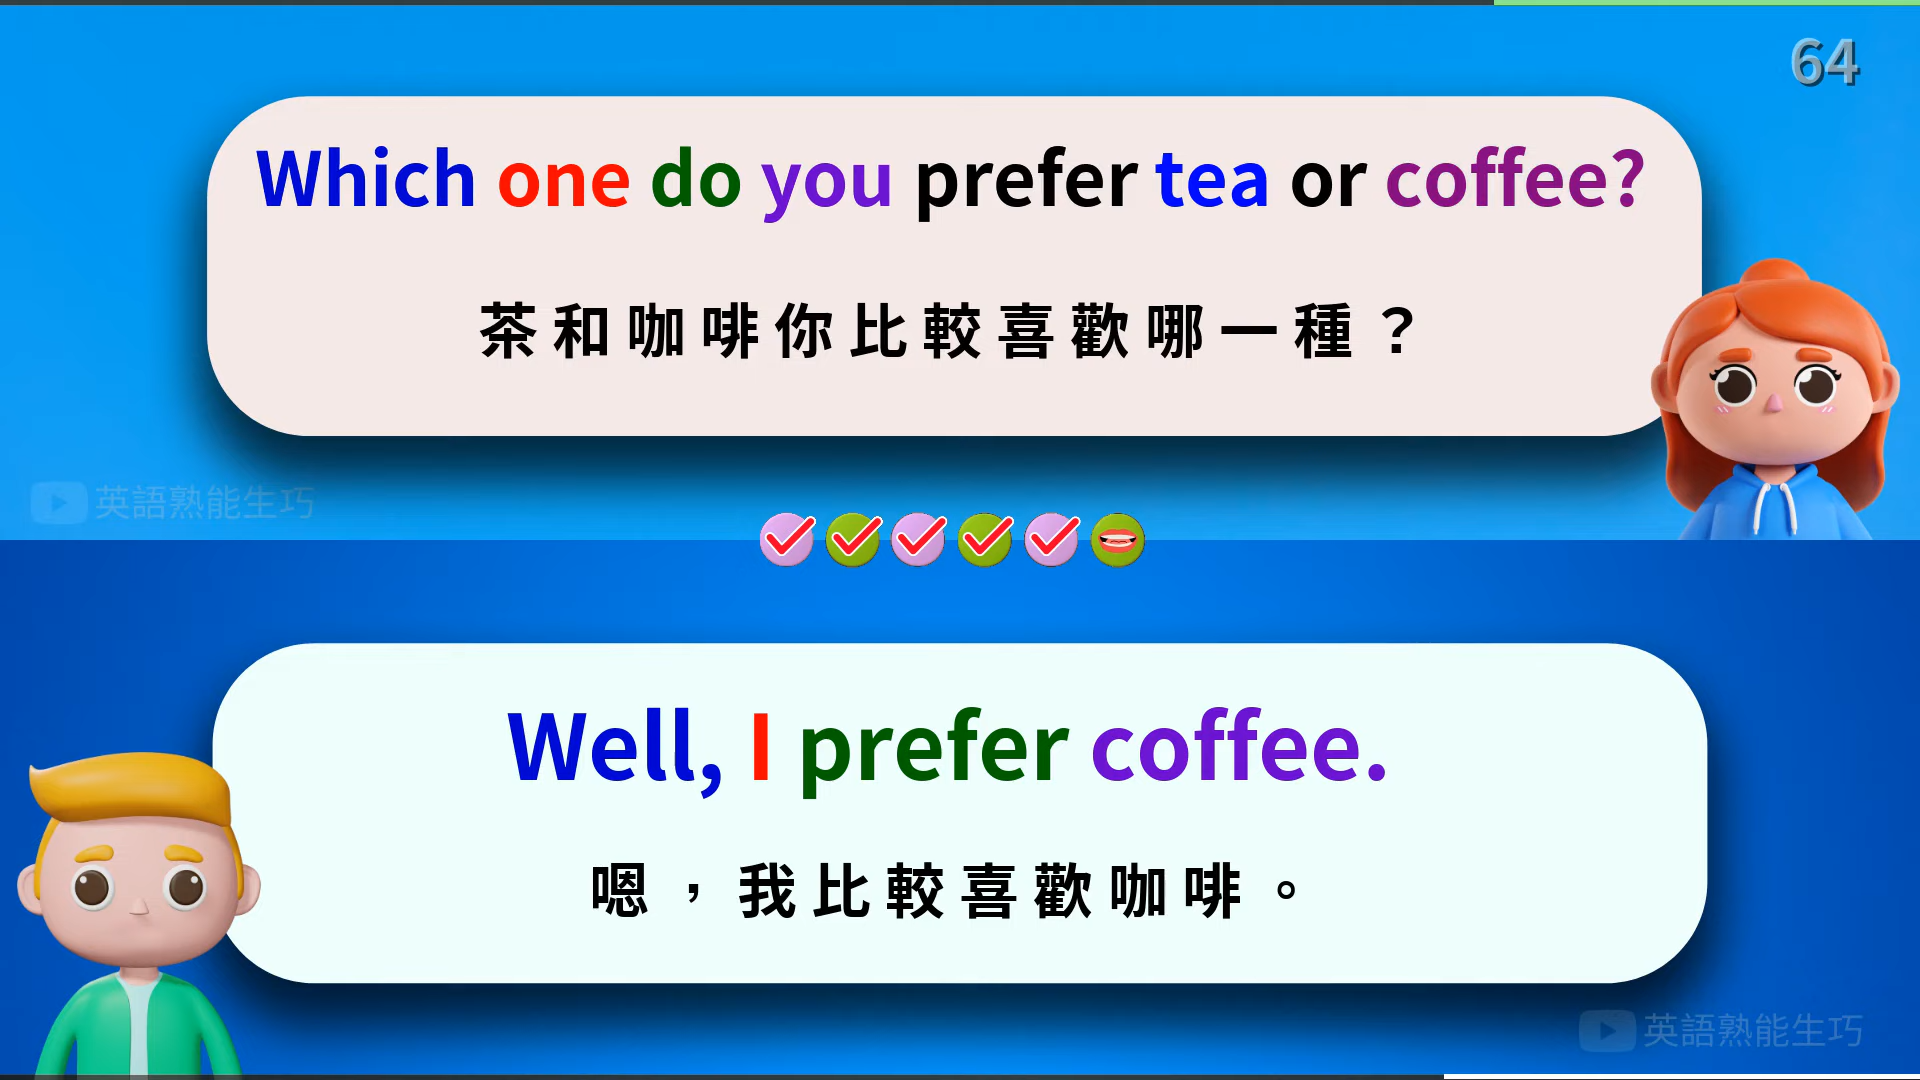 64
Which one do you prefer tea or coffee?
茶和咖啡你比較喜歡哪一種？
英語熟能生巧
Well, I prefer coffee.
嗯，我比較喜歡咖啡。
英語熟能生巧